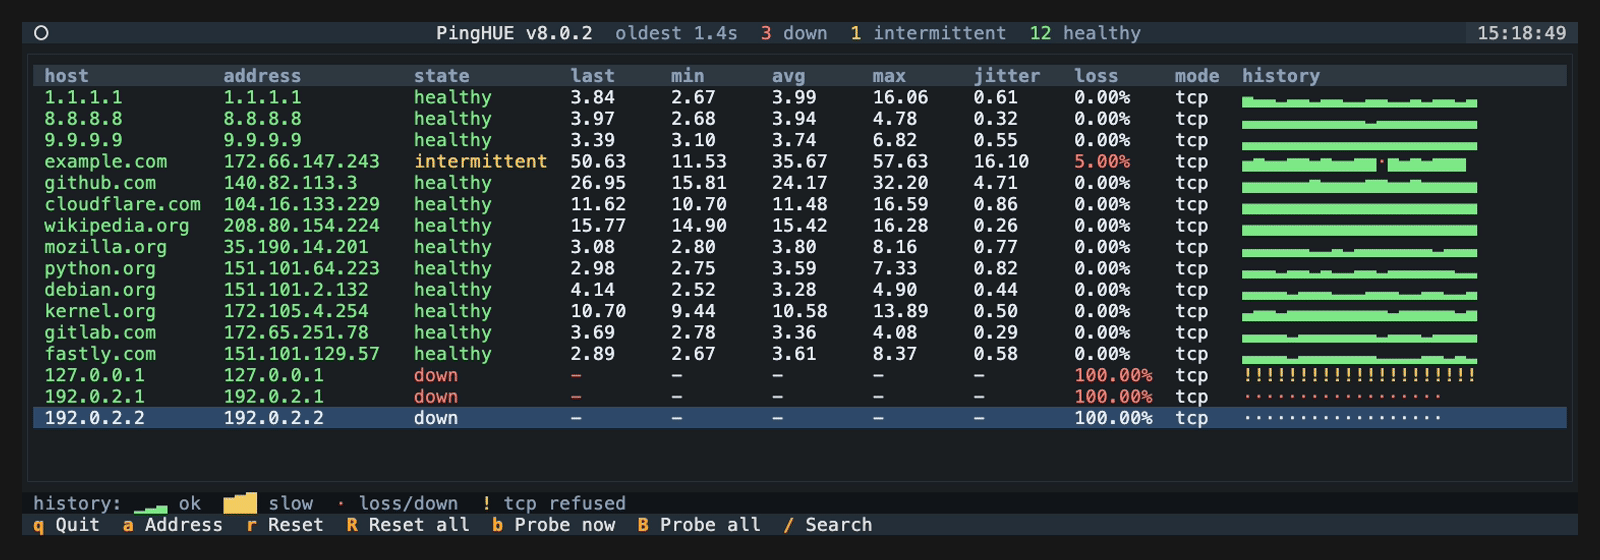 PingHUE v8.0.2 oldest 1.4s 3 down 1 intermittent 12 healthy 15:18:49
host address state last min avg max jitter loss mode history
1.1.1.1 1.1.1.1 healthy 3.84 2.67 3.99 16.06 0.61 0.00% tcp
8.8.8.8 8.8.8.8 healthy 3.97 2.68 3.94 4.78 0.32 0.00% tcp
9.9.9.9 9.9.9.9 healthy 3.39 3.10 3.74 6.82 0.55 0.00% tcp
example.com 172.66.147.243 intermittent 50.63 11.53 35.67 57.63 16.10 5.00% tcp ·
github.com 140.82.113.3 healthy 26.95 15.81 24.17 32.20 4.71 0.00% tcp
cloudflare.com 104.16.133.229 healthy 11.62 10.70 11.48 16.59 0.86 0.00% tcp
wikipedia.org 208.80.154.224 healthy 15.77 14.90 15.42 16.28 0.26 0.00% tcp
mozilla.org 35.190.14.201 healthy 3.08 2.80 3.80 8.16 0.77 0.00% tcp
python.org 151.101.64.223 healthy 2.98 2.75 3.59 7.33 0.82 0.00% tcp
debian.org 151.101.2.132 healthy 4.14 2.52 3.28 4.90 0.44 0.00% tcp
kernel.org 172.105.4.254 healthy 10.70 9.44 10.58 13.89 0.50 0.00% tcp
gitlab.com 172.65.251.78 healthy 3.69 2.78 3.36 4.08 0.29 0.00% tcp
fastly.com 151.101.129.57 healthy 2.89 2.67 3.61 8.37 0.58 0.00% tcp
127.0.0.1 127.0.0.1 down – – – – – 100.00% tcp !!!!!!!!!!!!!!!!!!!!!
192.0.2.1 192.0.2.1 down – – – – – 100.00% tcp ··················
192.0.2.2 192.0.2.2 down – – – – – 100.00% tcp ··················
history: ok slow · loss/down ! tcp refused
q Quit a Address r Reset R Reset all b Probe now B Probe all / Search